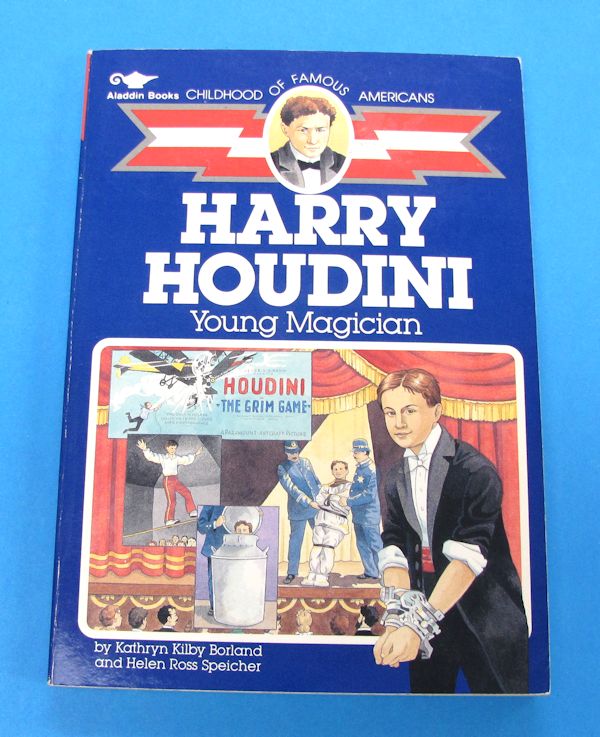 Aladdin Books
CHILDHOOD OF FAMOUS AMERICANS
HARRY
HOUDINI
Young Magician
HOUDINI
THE GRIM GAME
A PARAMOUNT-ARTCRAFT PICTURE
by Kathryn Kilby Borland
and Helen Ross Speicher